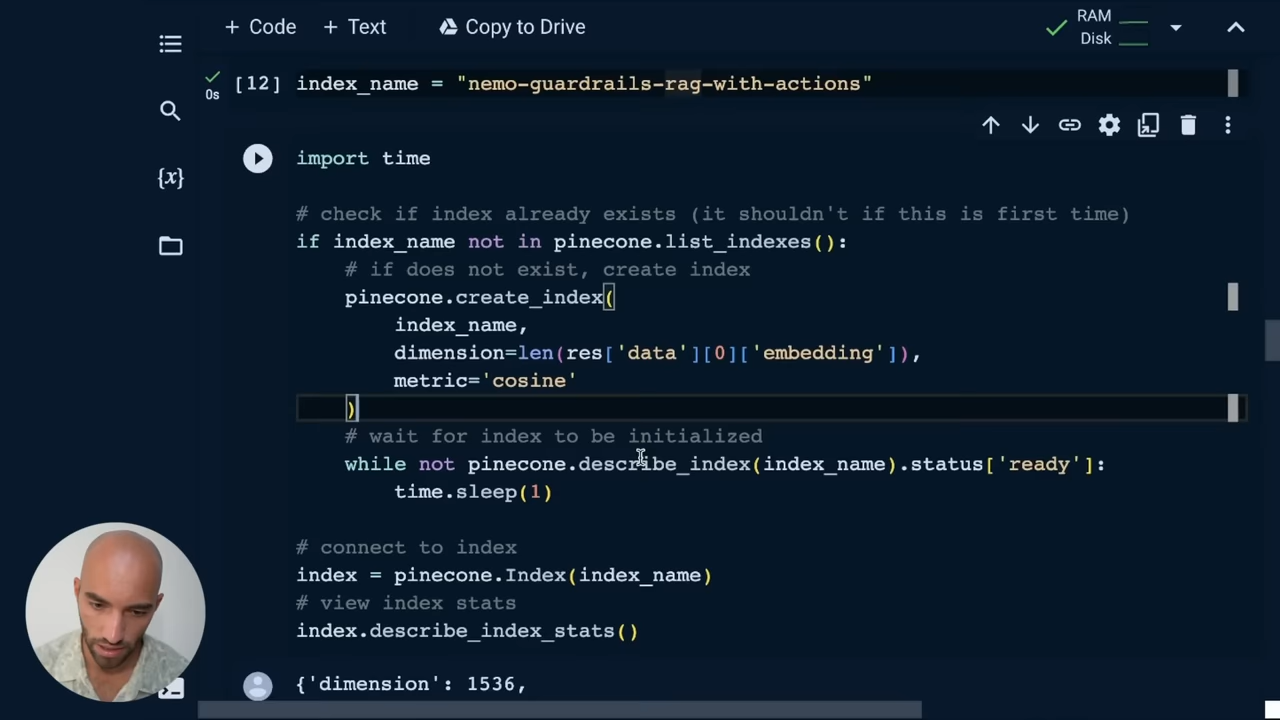 + Code + Text Copy to Drive RAM Disk
[12] index_name = "nemo-guardrails-rag-with-actions"
0s
{x}
import time
# check if index already exists (it shouldn't if this is first time)
if index_name not in pinecone.list_indexes():
# if does not exist, create index
pinecone.create_index(
index_name,
dimension=len(res['data'][0]['embedding']),
metric='cosine'
)
# wait for index to be initialized
while not pinecone.describe_index(index_name).status['ready']:
time.sleep(1)
# connect to index
index = pinecone.Index(index_name)
# view index stats
index.describe_index_stats()
{'dimension': 1536,